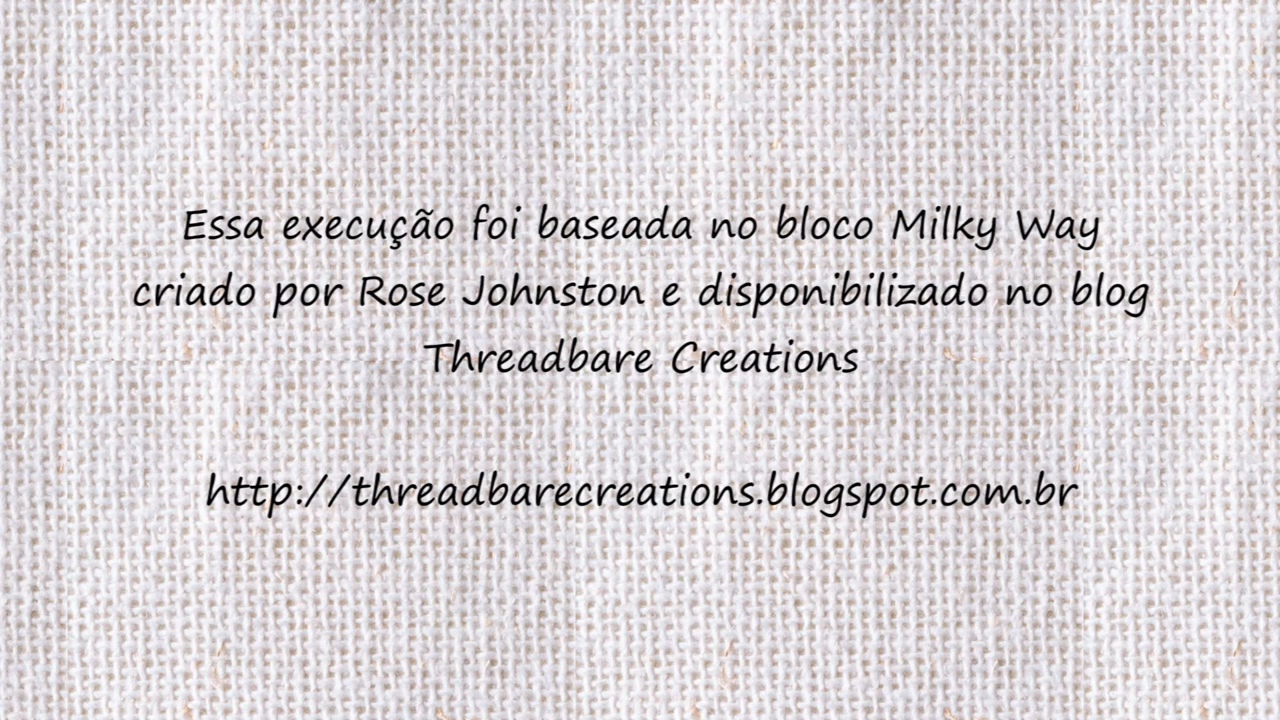 Essa execução foi baseada no bloco Milky Way
criado por Rose Johnston e disponibilizado no blog
Threadbare Creations
http://threadbarecreations.blogspot.com.br